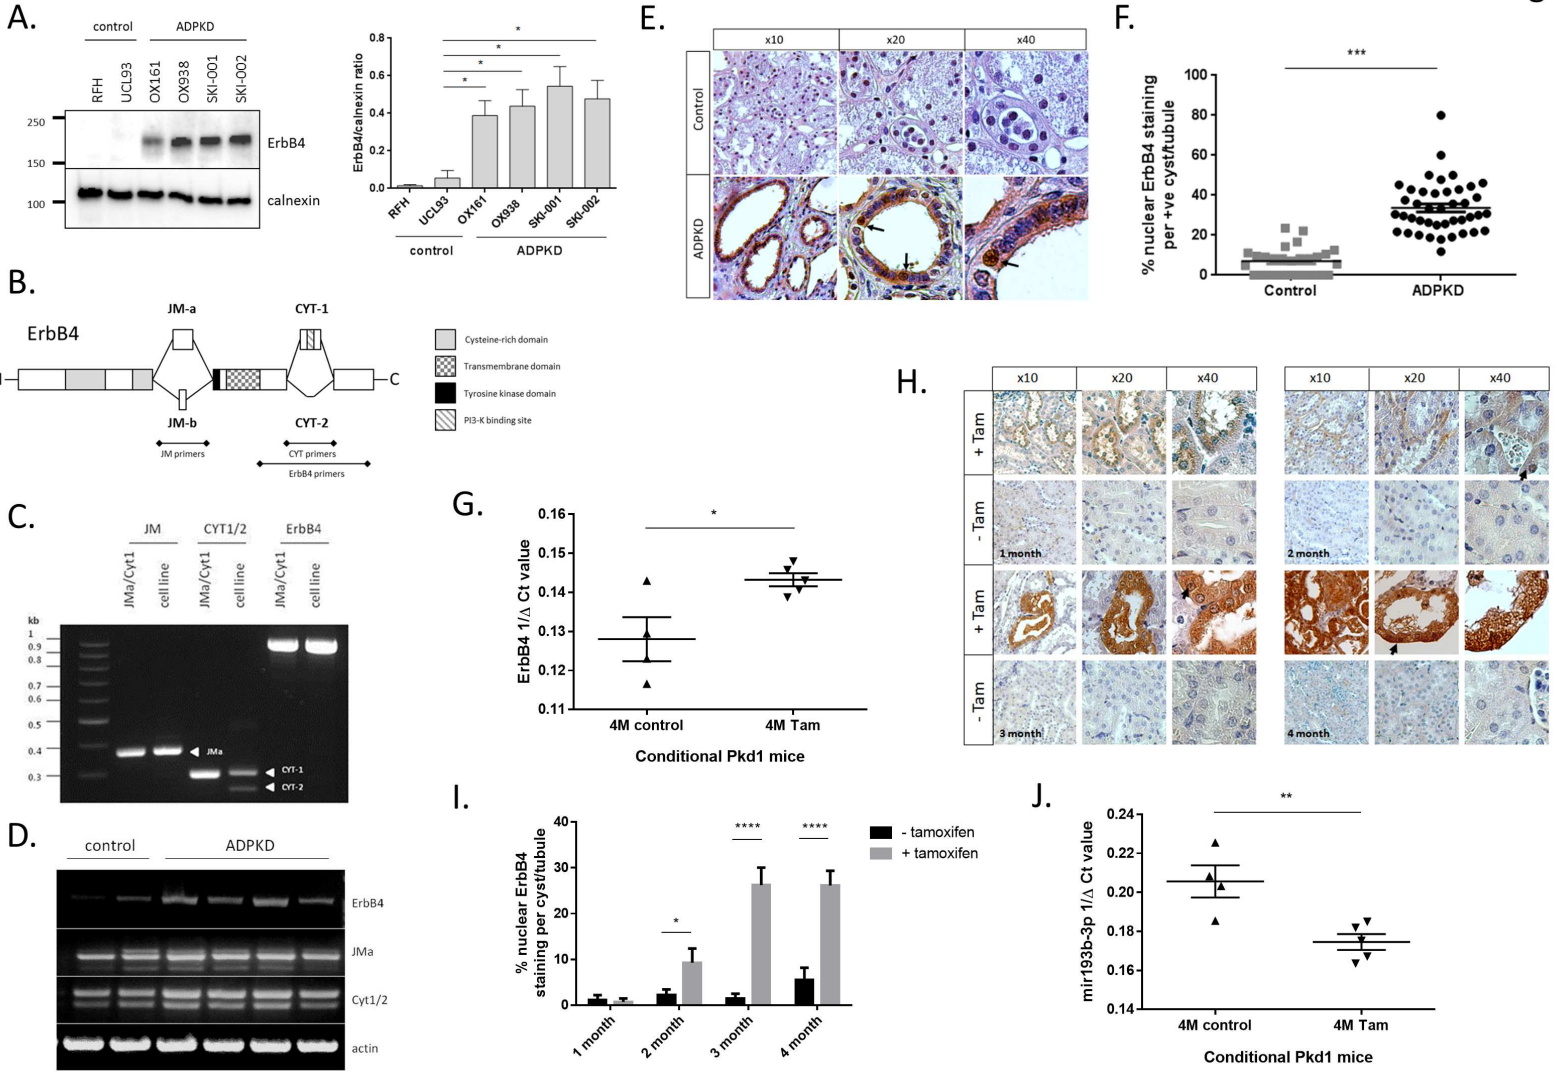 A.
control
ADPKD
RFH
UCL93
OX161
OX938
SKI-001
SKI-002
250
150
100
ErbB4
calnexin
ErbB4/calnexin ratio
0.8
0.6
0.4
0.2
0.0
*
*
*
*
RFH
UCL93
OX161
OX938
SKI-001
SKI-002
control
ADPKD
B.
ErbB4
JM-a
CYT-1
C
JM-b
CYT-2
JM primers
CYT primers
ErbB4 primers
Cysteine-rich domain
Transmembrane domain
Tyrosine kinase domain
PI3-K binding site
C.
JM
CYT1/2
ErbB4
JMa/Cyt1
cell line
JMa/Cyt1
cell line
JMa/Cyt1
cell line
kb
1
0.9
0.8
0.7
0.6
0.5
0.4
0.3
JMa
CYT-1
CYT-2
D.
control
ADPKD
ErbB4
JMa
Cyt1/2
actin
E.
x10
x20
x40
Control
ADPKD
F.
% nuclear ErbB4 staining
per +ve cyst/tubule
100
80
60
40
20
0
***
Control
ADPKD
G.
ErbB4 1/Δ Ct value
0.16
0.15
0.14
0.13
0.12
0.11
*
4M control
4M Tam
Conditional Pkd1 mice
H.
x10
x20
x40
x10
x20
x40
+ Tam
- Tam
1 month
2 month
+ Tam
- Tam
3 month
4 month
I.
% nuclear ErbB4
staining per cyst/tubule
40
30
20
10
0
*
****
****
- tamoxifen
+ tamoxifen
1 month
2 month
3 month
4 month
J.
mir193b-3p 1/Δ Ct value
0.24
0.22
0.20
0.18
0.16
0.14
**
4M control
4M Tam
Conditional Pkd1 mice